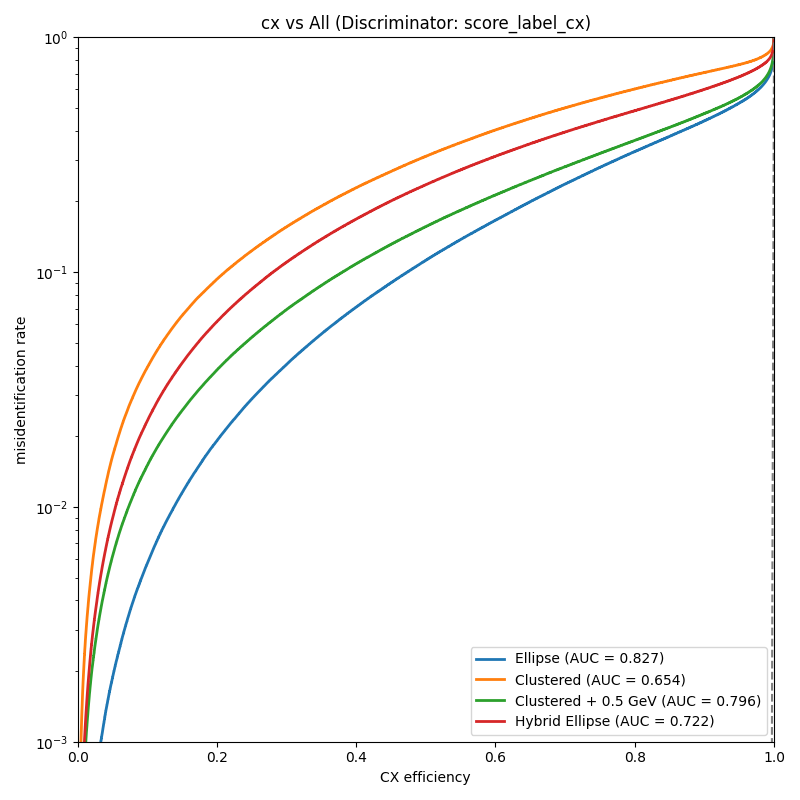 cx vs All (Discriminator: score_label_cx)
misidentification rate
10⁰
10⁻¹
10⁻²
10⁻³
Ellipse (AUC = 0.827)
Clustered (AUC = 0.654)
Clustered + 0.5 GeV (AUC = 0.796)
Hybrid Ellipse (AUC = 0.722)
0.0 0.2 0.4 0.6 0.8 1.0
CX efficiency